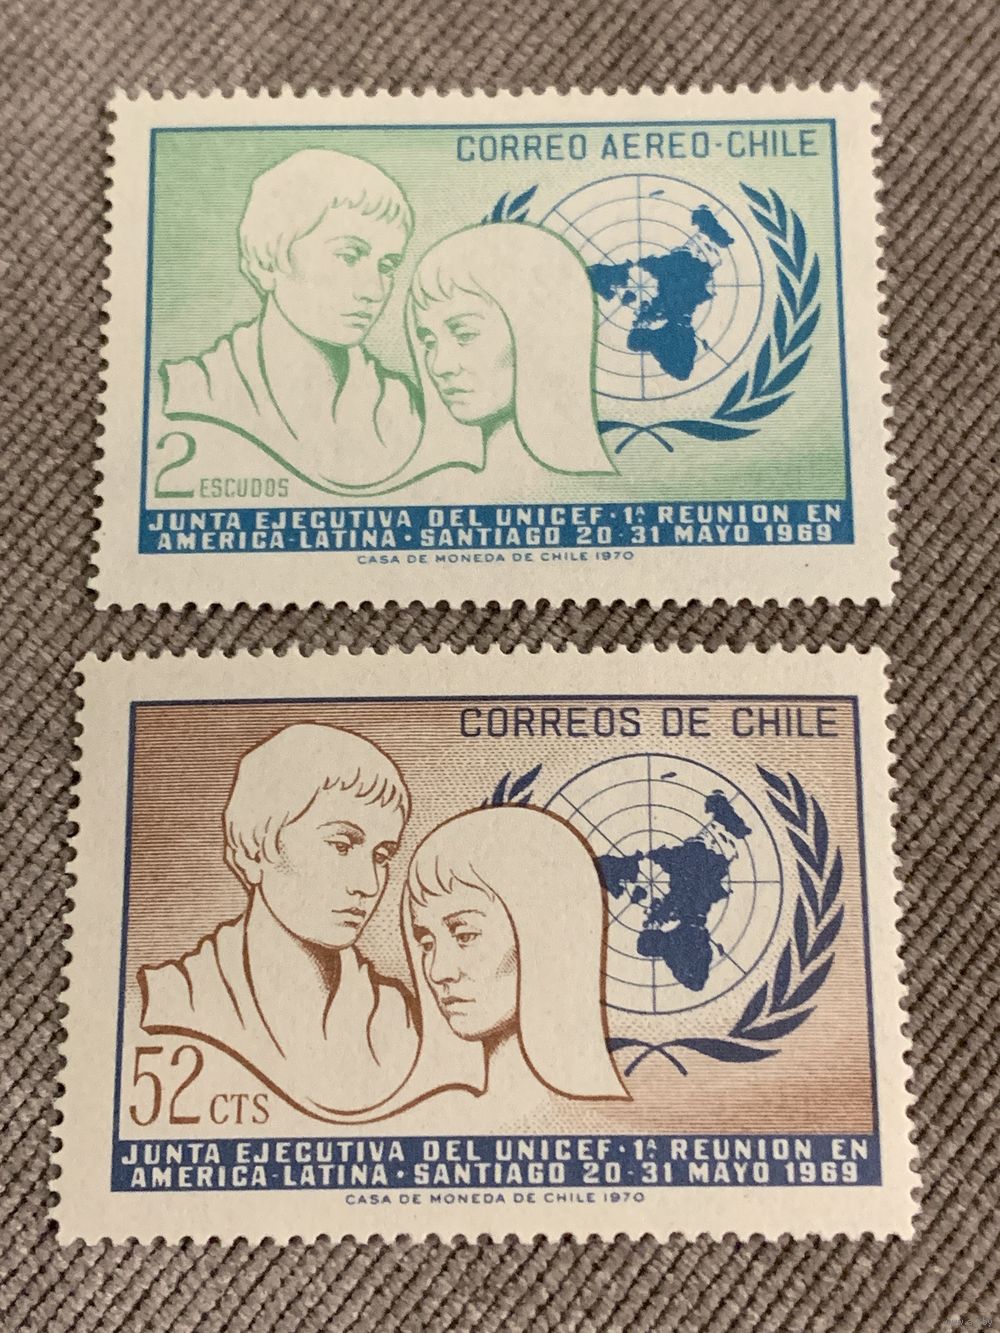 CORREO AEREO-CHILE
2 ESCUDOS
JUNTA EJECUTIVA DEL UNICEF·1ª REUNION EN
AMERICA-LATINA·SANTIAGO 20-31 MAYO 1969
CASA DE MONEDA DE CHILE 1970
CORREOS DE CHILE
52 CTS
JUNTA EJECUTIVA DEL UNICEF·1ª REUNION EN
AMERICA-LATINA·SANTIAGO 20-31 MAYO 1969
CASA DE MONEDA DE CHILE 1970